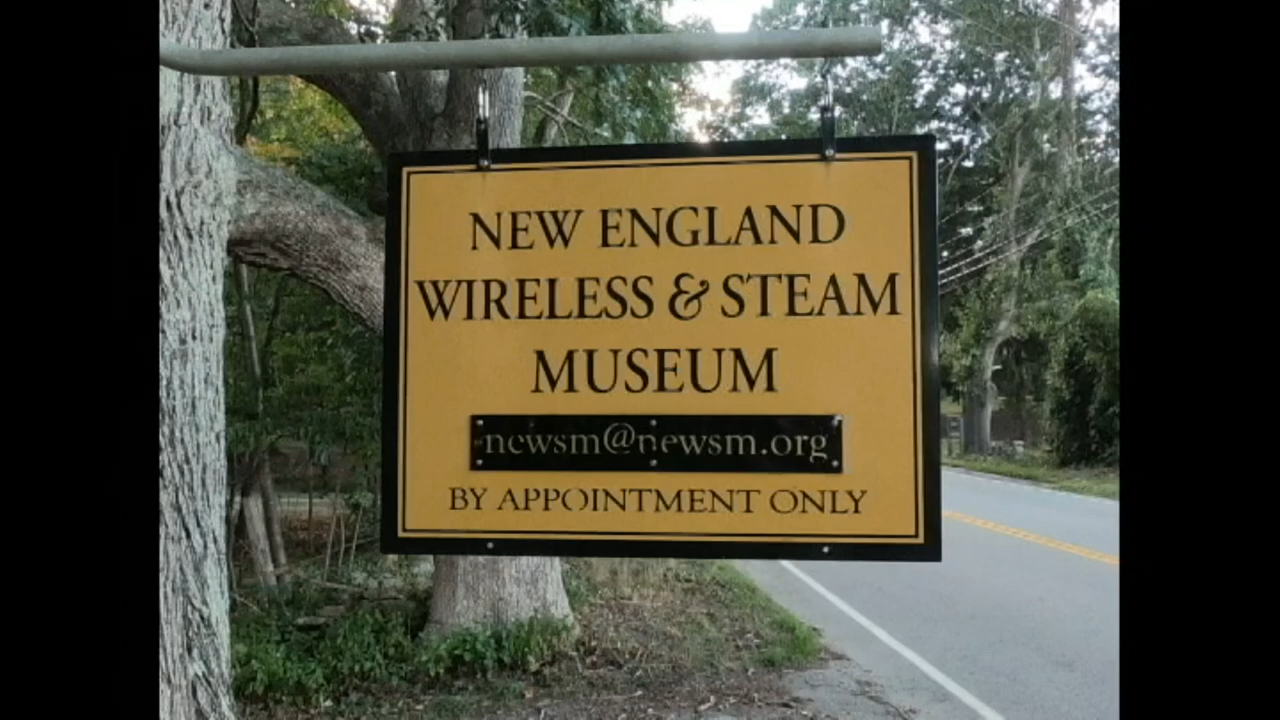 NEW ENGLAND
WIRELESS & STEAM
MUSEUM
newsm@newsm.org
BY APPOINTMENT ONLY